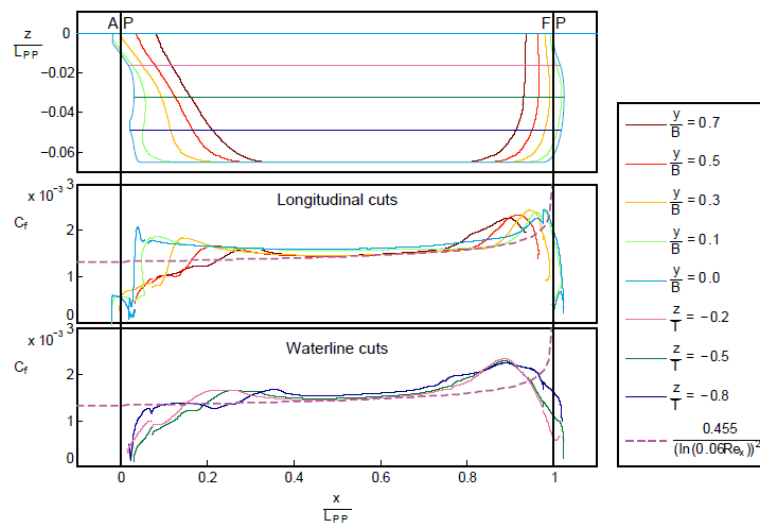 A P F P
z
L_PP
0
−0.02
−0.04
−0.06
x 10⁻³ 3
Longitudinal cuts
C_f
2
1
0
x 10⁻³ 3
Waterline cuts
C_f
2
1
0
0 0.2 0.4 0.6 0.8 1
x
L_PP
y/B = 0.7
y/B = 0.5
y/B = 0.3
y/B = 0.1
y/B = 0.0
z/T = −0.2
z/T = −0.5
z/T = −0.8
0.455
(ln(0.06Re_x))²